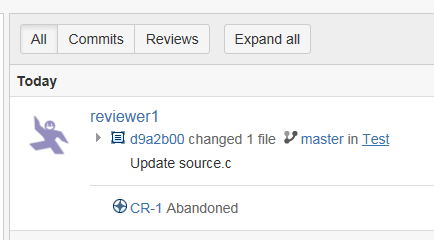 All Commits Reviews Expand all
Today
reviewer1
d9a2b00 changed 1 file master in Test
Update source.c
CR-1 Abandoned